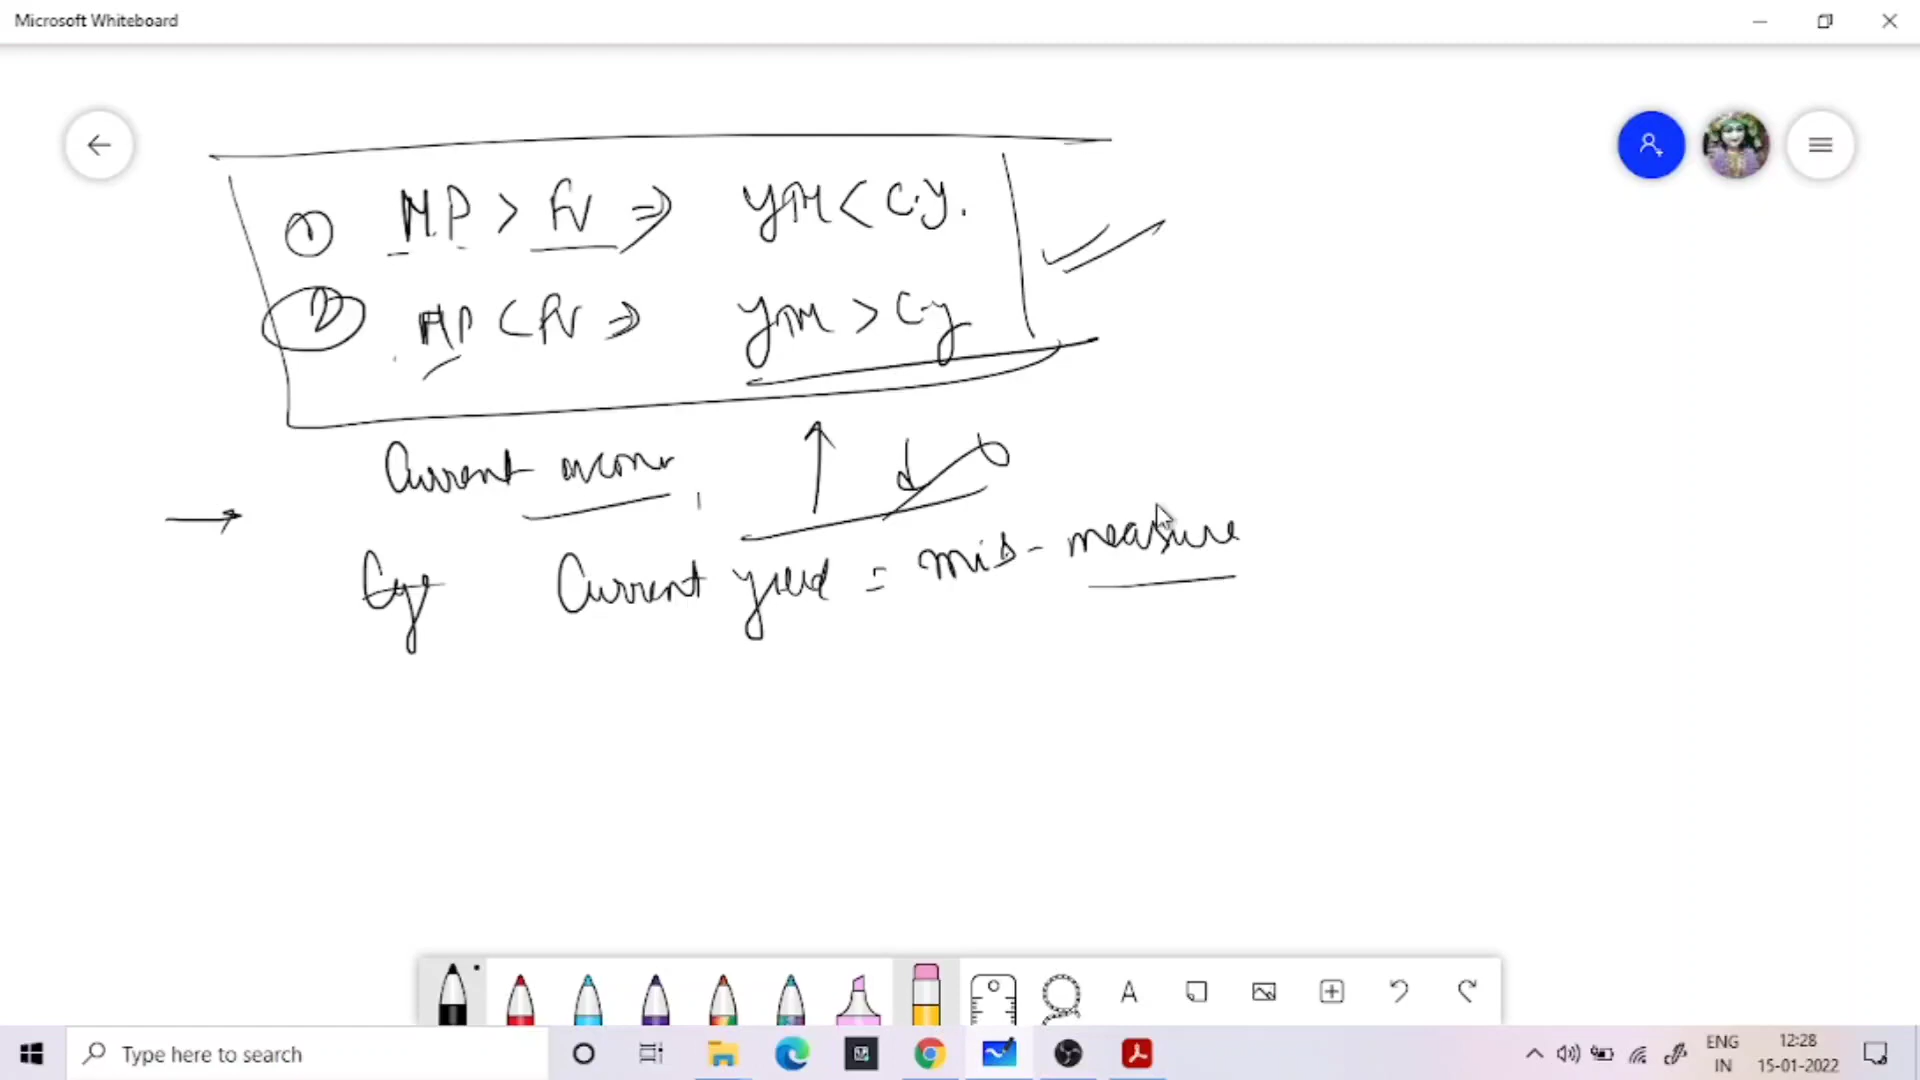 Microsoft Whiteboard
① M.P > FV ⇒ YTM < C.Y.
② MP < FV ⇒ YTM > C.Y
Current income
→
Cy Current yield = mis-measure
A
Type here to search
ENG
IN
12:28
15-01-2022